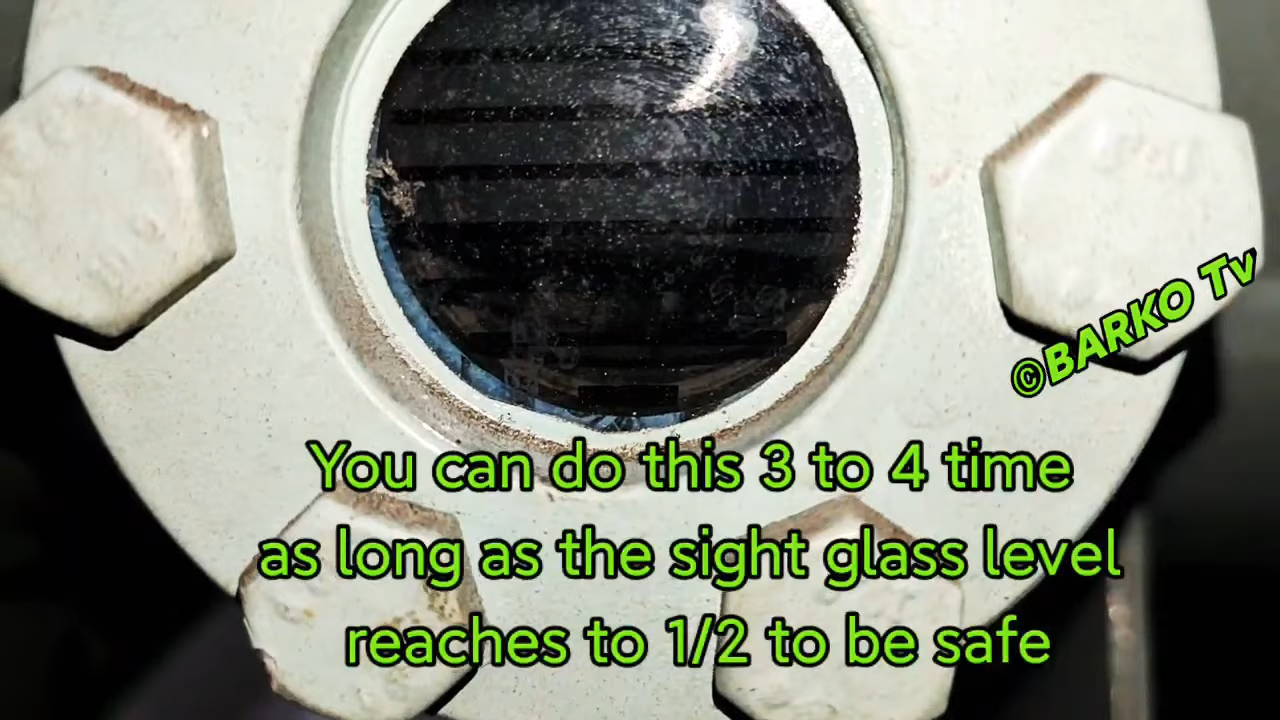 ©BARKO Tv
You can do this 3 to 4 time
as long as the sight glass level
reaches to 1/2 to be safe